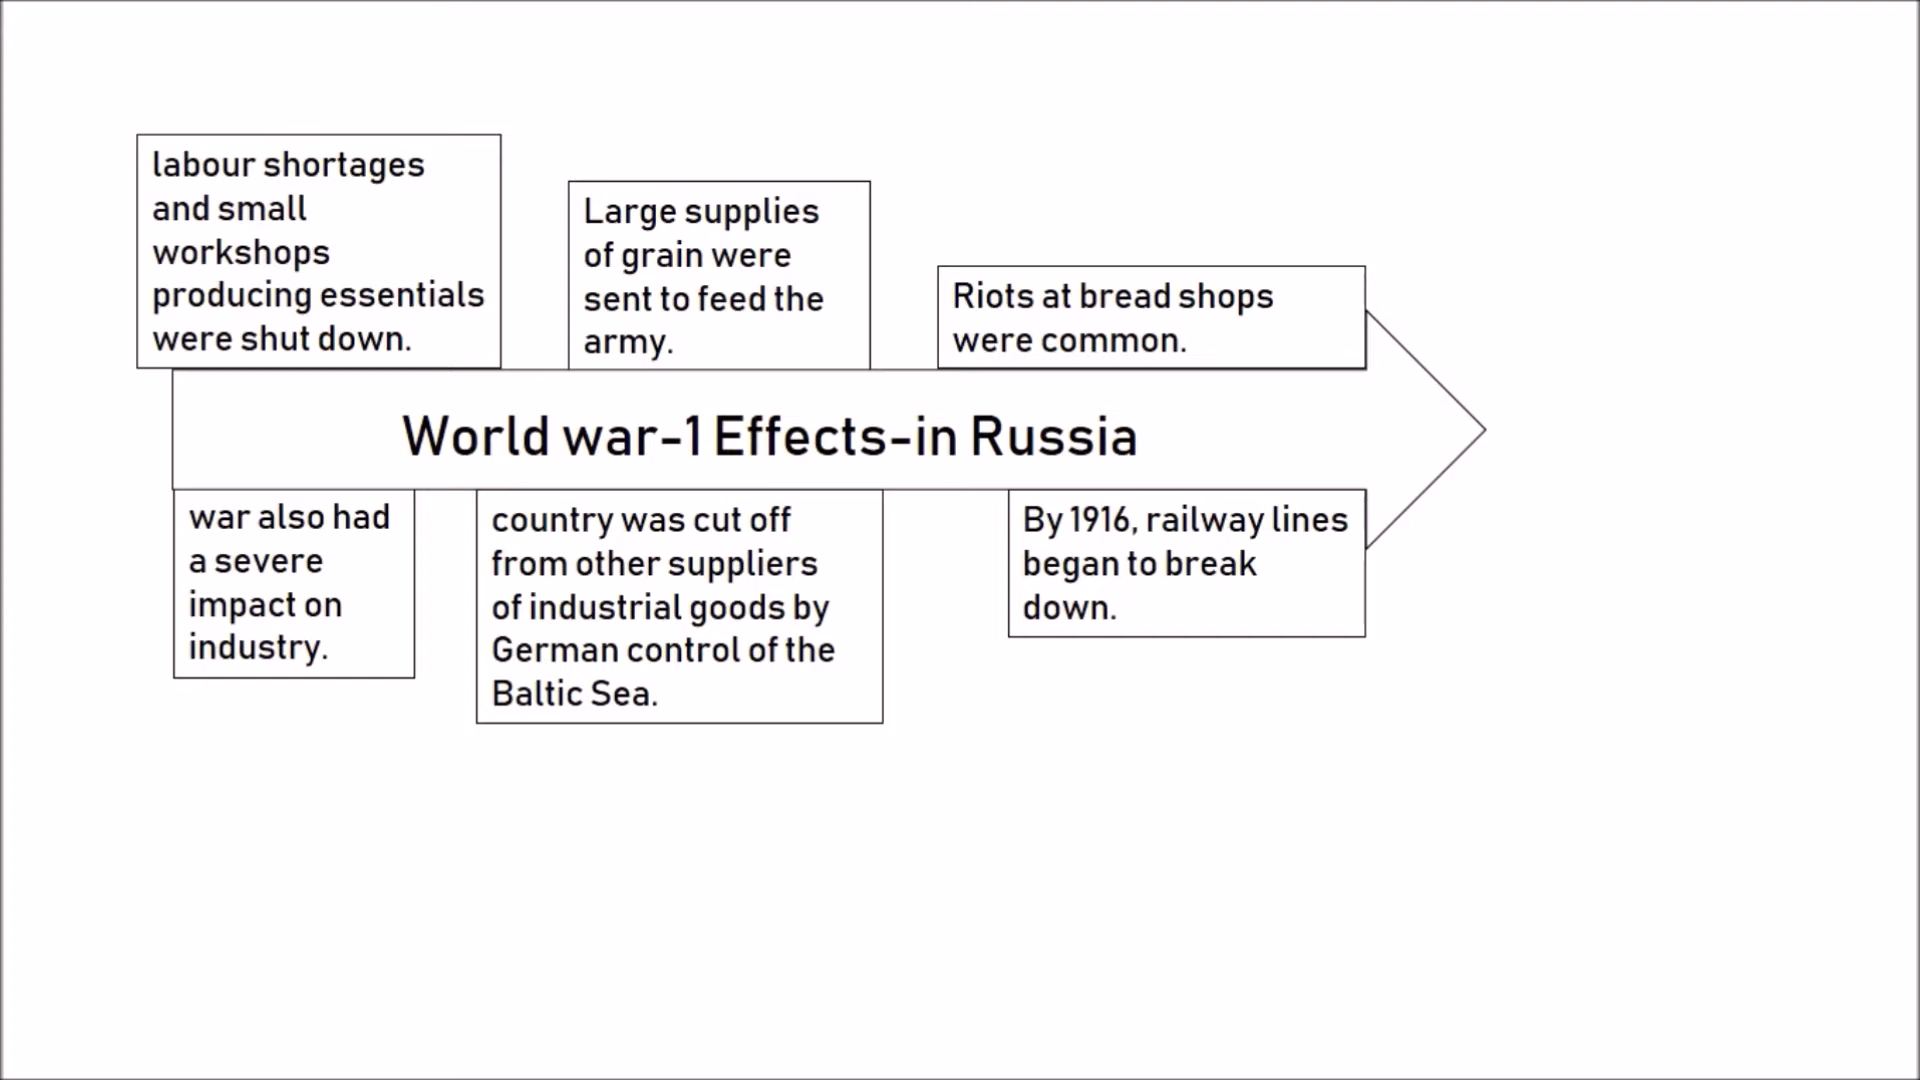 labour shortages
and small
workshops
producing essentials
were shut down.
Large supplies
of grain were
sent to feed the
army.
Riots at bread shops
were common.
World war-1 Effects-in Russia
war also had
a severe
impact on
industry.
country was cut off
from other suppliers
of industrial goods by
German control of the
Baltic Sea.
By 1916, railway lines
began to break
down.